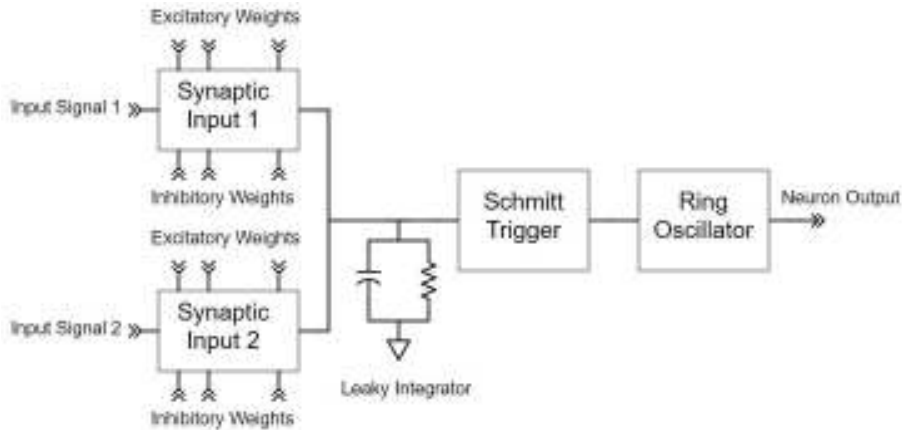 Excitatory Weights
Synaptic
Input 1
Input Signal 1
Inhibitory Weights
Excitatory Weights
Synaptic
Input 2
Input Signal 2
Inhibitory Weights
Leaky Integrator
Schmitt
Trigger
Ring
Oscillator
Neuron Output